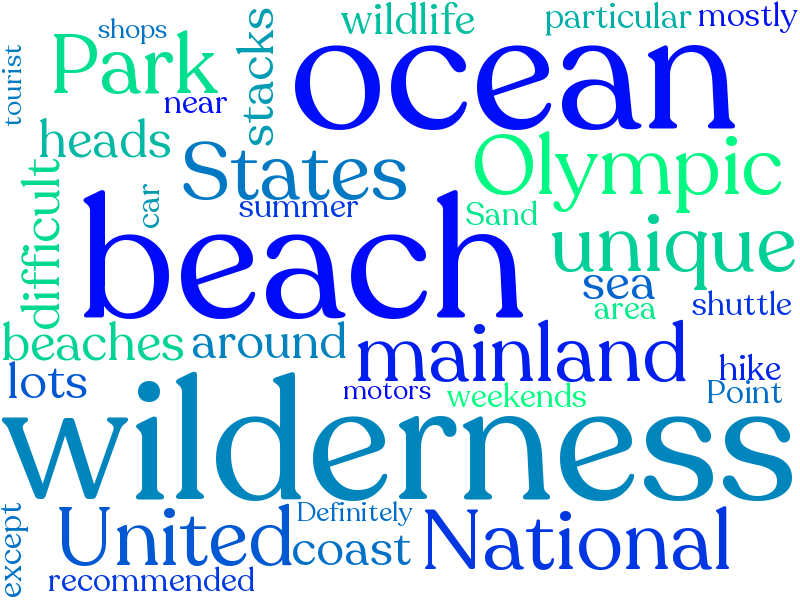 shops
wildlife
particular
mostly
tourist
Park
stacks
ocean
near
heads
States
Olympic
difficult
car
summer
Sand
beach
unique
sea
area
shuttle
beaches
around
mainland
lots
hike
motors
weekends
Point
wilderness
except
United
Definitely
coast
National
recommended